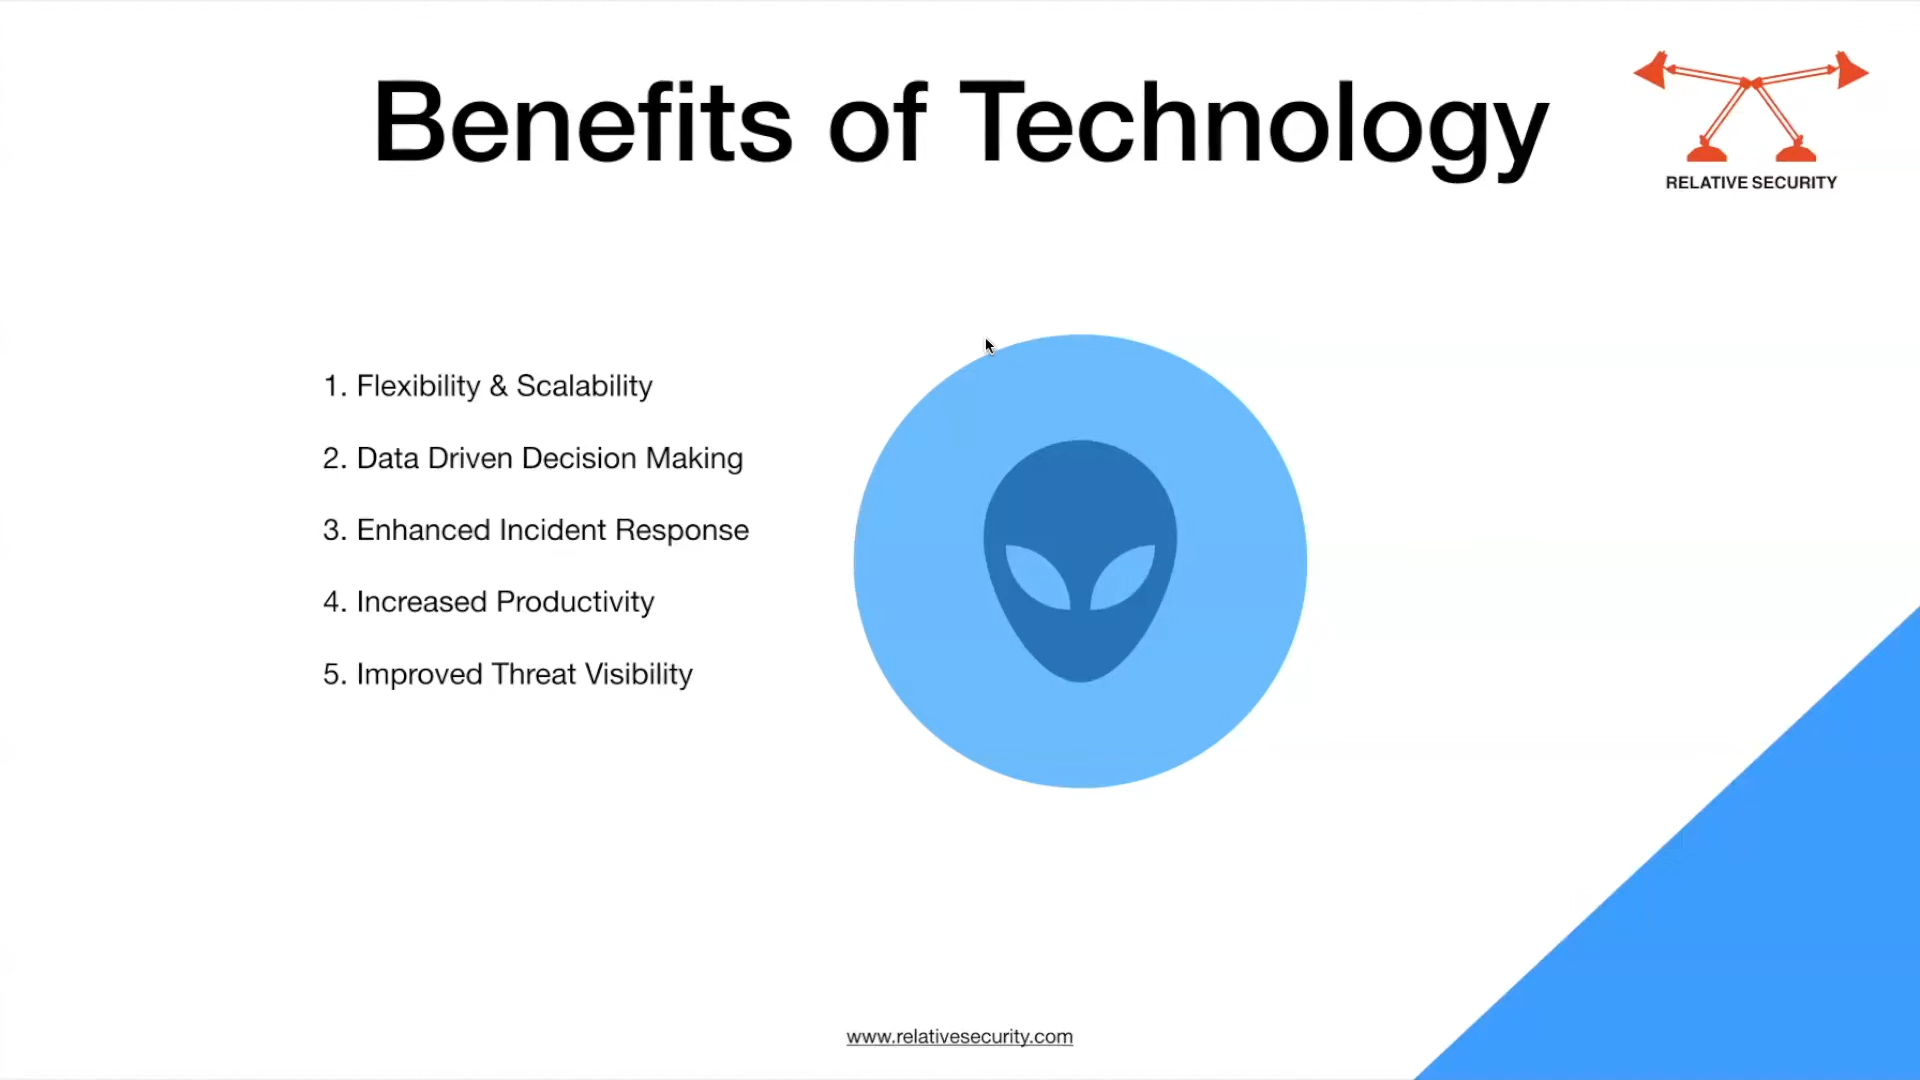 Benefits of Technology
RELATIVE SECURITY
1. Flexibility & Scalability
2. Data Driven Decision Making
3. Enhanced Incident Response
4. Increased Productivity
5. Improved Threat Visibility
www.relativesecurity.com